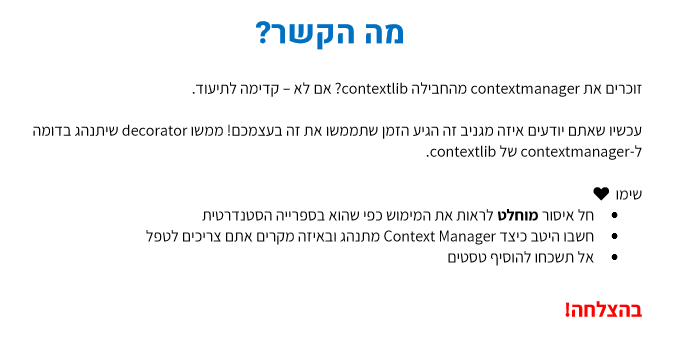 מה הקשר?
זוכרים את contextmanager מהחבילה contextlib? אם לא – קדימה לתיעוד.
עכשיו שאתם יודעים איזה מגניב זה הגיע הזמן שתממשו את זה בעצמכם! ממשו decorator שיתנהג בדומה
ל-contextmanager של contextlib.
שימו ♥
• חל איסור מוחלט לראות את המימוש כפי שהוא בספרייה הסטנדרטית
• חשבו היטב כיצד Context Manager מתנהג ובאיזה מקרים אתם צריכים לטפל
• אל תשכחו להוסיף טסטים
בהצלחה!